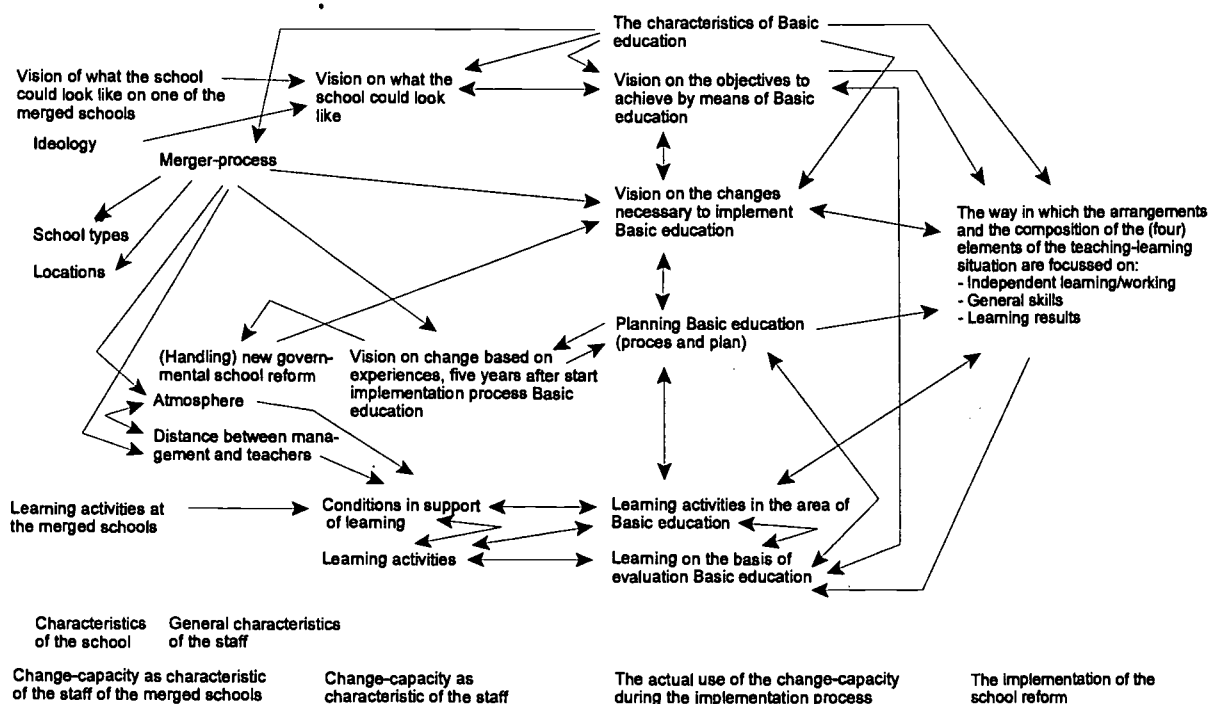 The characteristics of Basic
education
Vision of what the school
could look like on one of the
merged schools
Vision on what the
school could look
like
Vision on the objectives to
achieve by means of Basic
education
Ideology
Merger-process
Vision on the changes
necessary to implement
Basic education
The way in which the arrangements
and the composition of the (four)
elements of the teaching-learning
situation are focussed on:
- Independent learning/working
- General skills
- Learning results
School types
Locations
Planning Basic education
(proces and plan)
(Handling) new govern-
mental school reform
Vision on change based on
experiences, five years after start
implementation process Basic
education
Atmosphere
Distance between mana-
gement and teachers
Learning activities at
the merged schools
Conditions in support
of learning
Learning activities in the area of
Basic education
Learning activities
Learning on the basis of
evaluation Basic education
Characteristics
of the school
General characteristics
of the staff
Change-capacity as characteristic
of the staff of the merged schools
Change-capacity as
characteristic of the staff
The actual use of the change-capacity
during the implementation process
The implementation of the
school reform